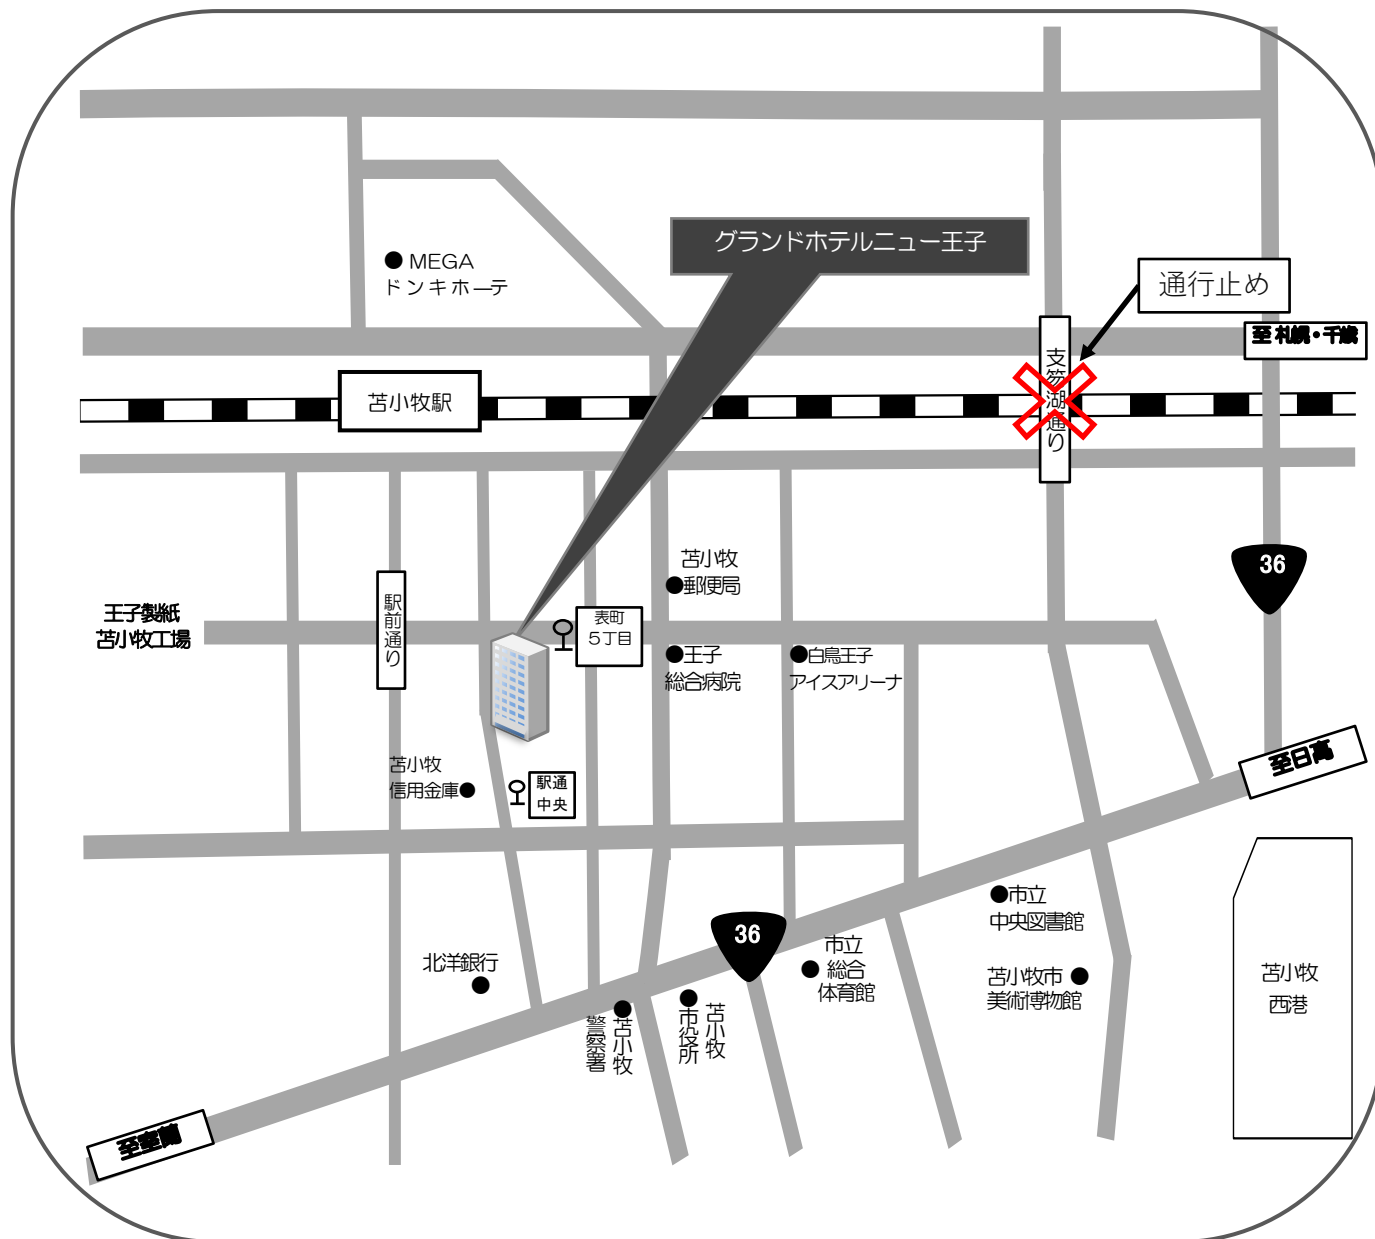 グランドホテルニュー王子
MEGA
ドンキホーテ
通行止め
至 札幌・千歳
支笏湖通り
苫小牧駅
36
苫小牧
郵便局
王子製紙
苫小牧工場
駅前通り
表町
5丁目
王子
総合病院
白鳥王子
アイスアリーナ
苫小牧
信用金庫
駅通
中央
至日高
市立
中央図書館
36
北洋銀行
市立
総合
体育館
苫小牧市
美術博物館
苫小牧
西港
苫小牧
警察署
苫小牧
市役所
至室蘭